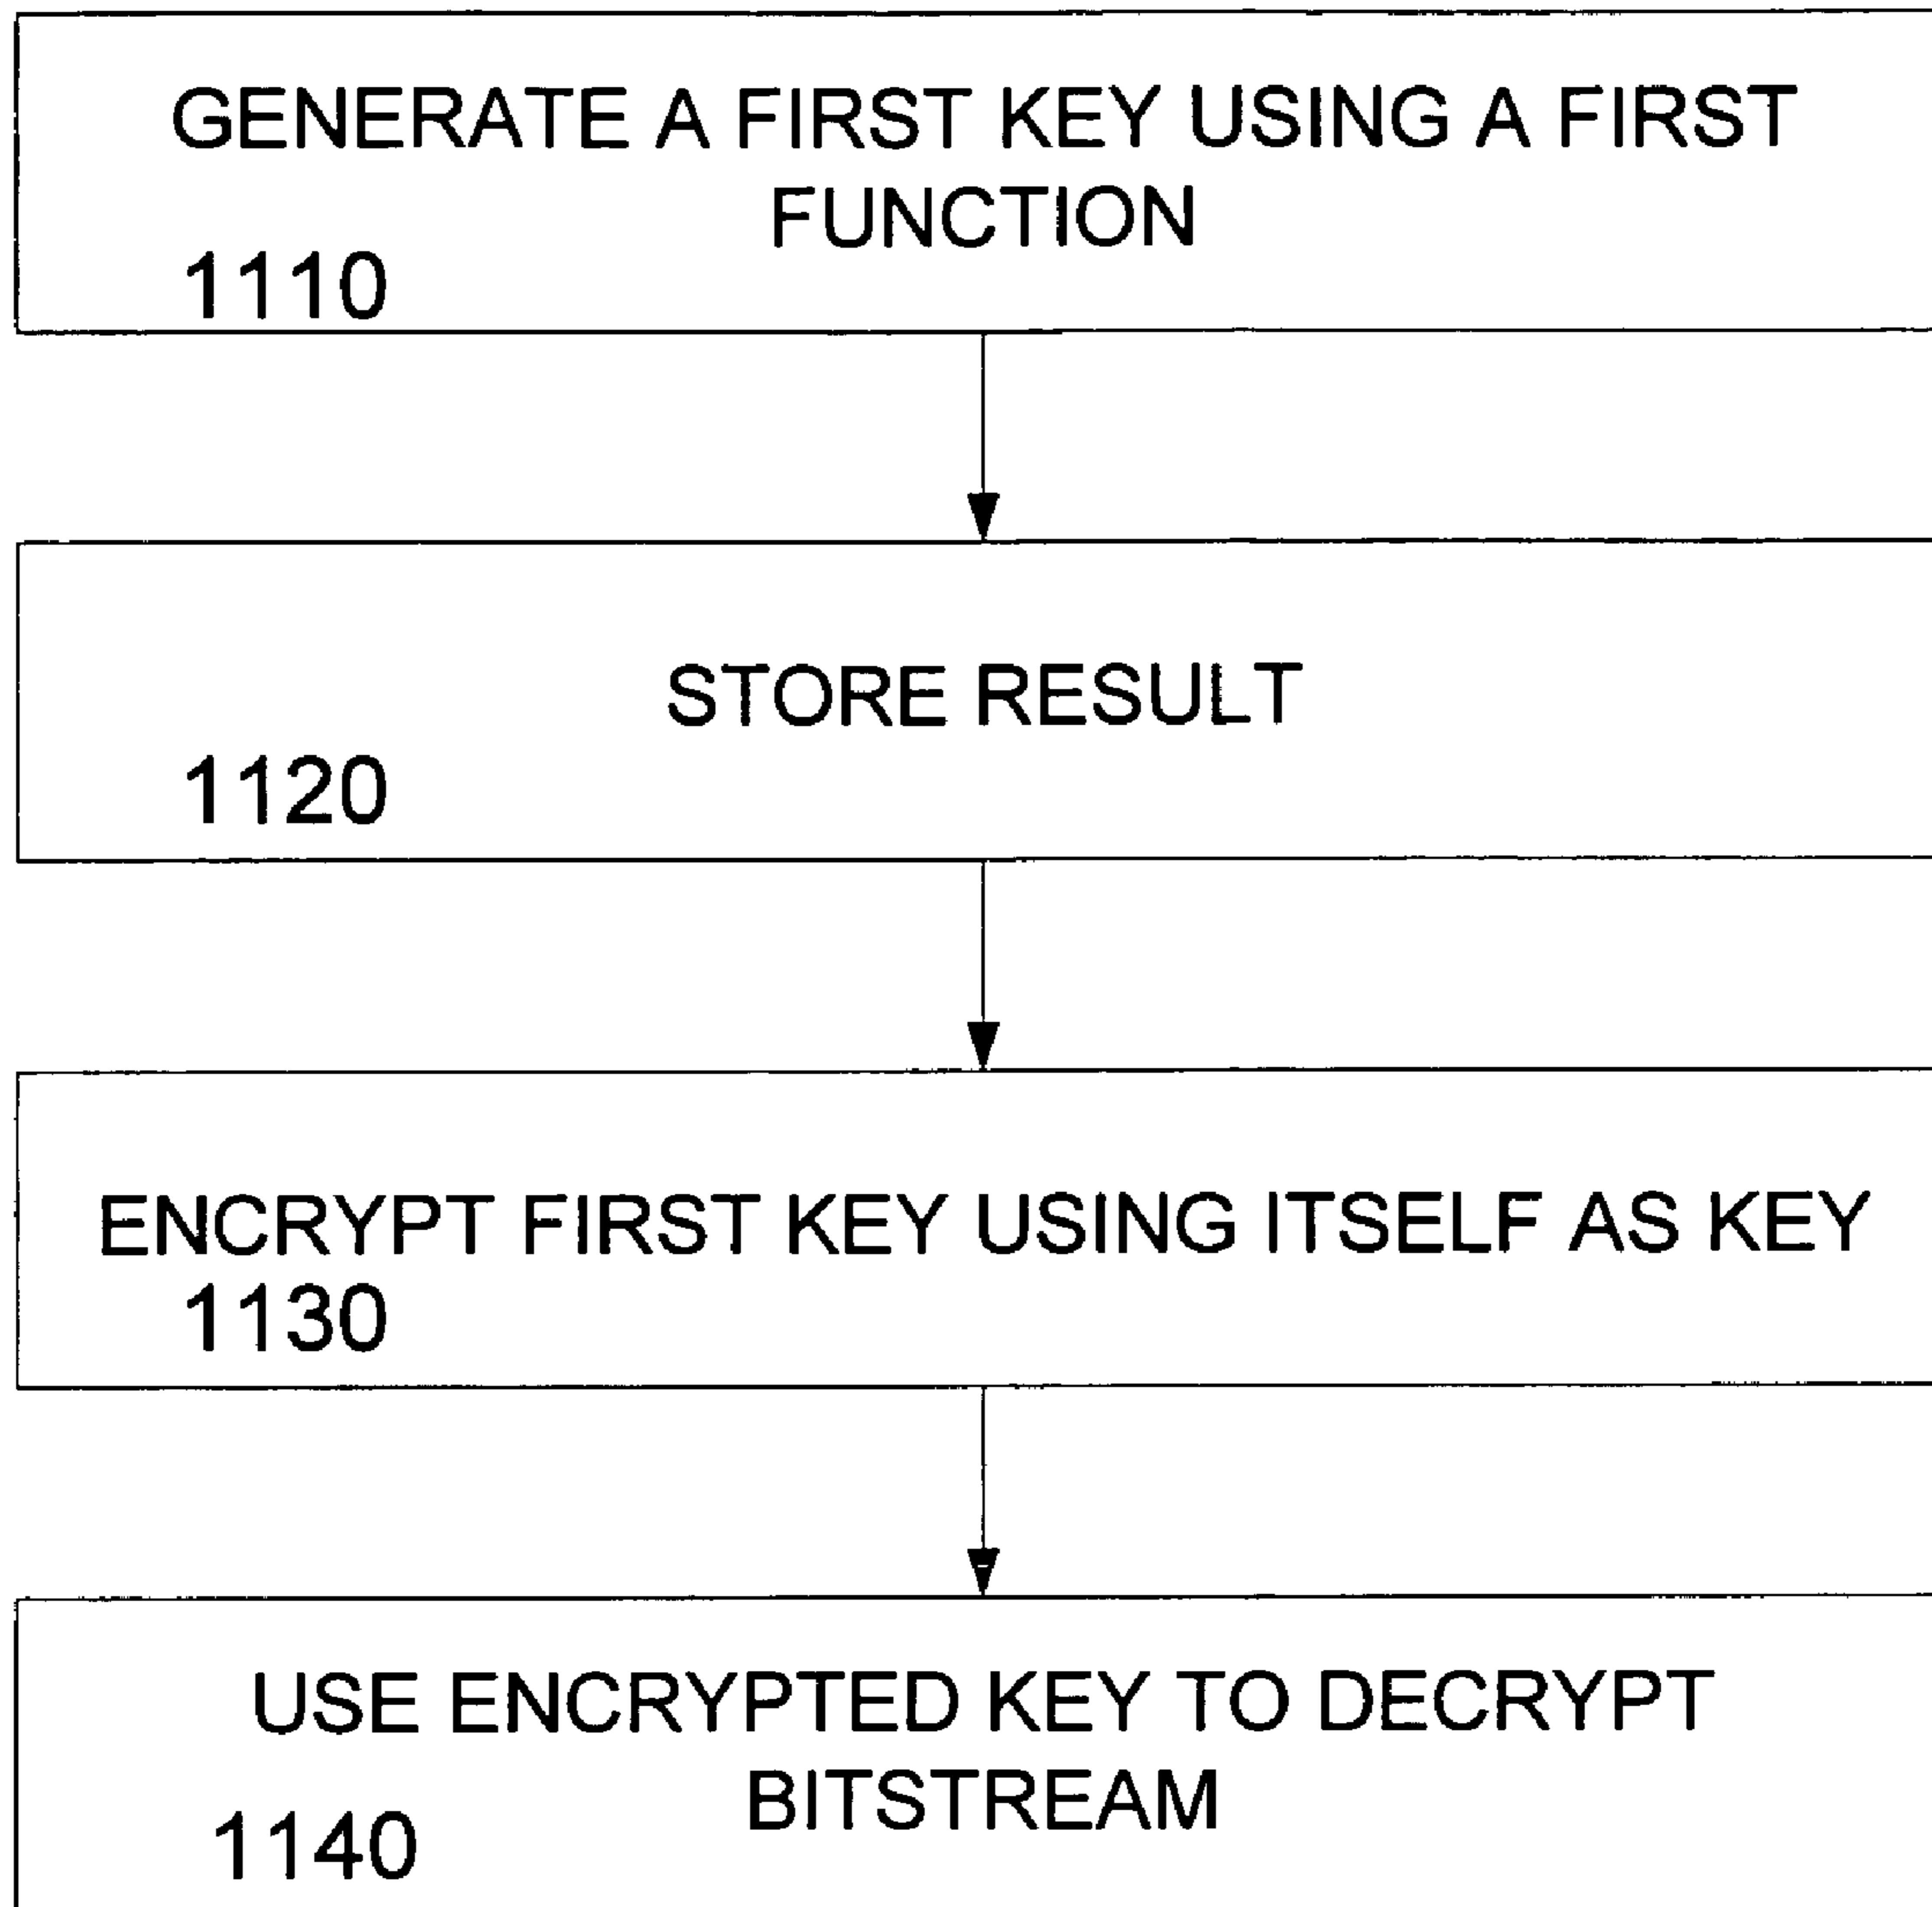 GENERATE A FIRST KEY USING A FIRST
FUNCTION
1110
STORE RESULT
1120
ENCRYPT FIRST KEY USING ITSELF AS KEY
1130
USE ENCRYPTED KEY TO DECRYPT
BITSTREAM
1140